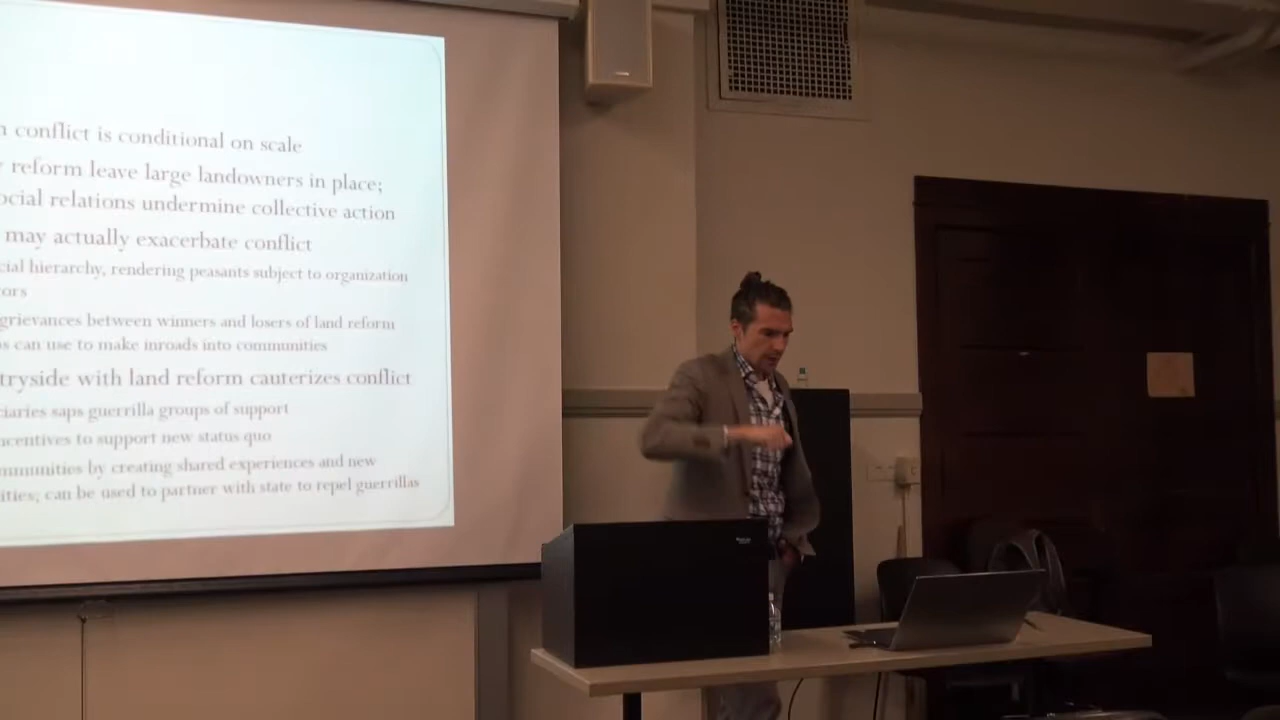 conflict is conditional on scale
reform leave large landowners in place;
ocial relations undermine collective action
may actually exacerbate conflict
cial hierarchy, rendering peasants subject to organization
ors
grievances between winners and losers of land reform
s can use to make inroads into communities
tryside with land reform cauterizes conflict
iaries saps guerrilla groups of support
ncentives to support new status quo
mmunities by creating shared experiences and new
ities; can be used to partner with state to repel guerrillas